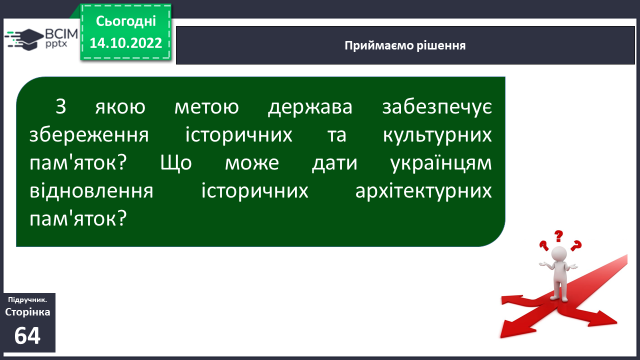 Сьогодні
14.10.2022
BCIM
pptx
Приймаємо рішення
З якою метою держава забезпечує
збереження історичних та культурних
пам'яток? Що може дати українцям
відновлення історичних архітектурних
пам'яток?
Підручник.
Сторінка
64
? ? ?